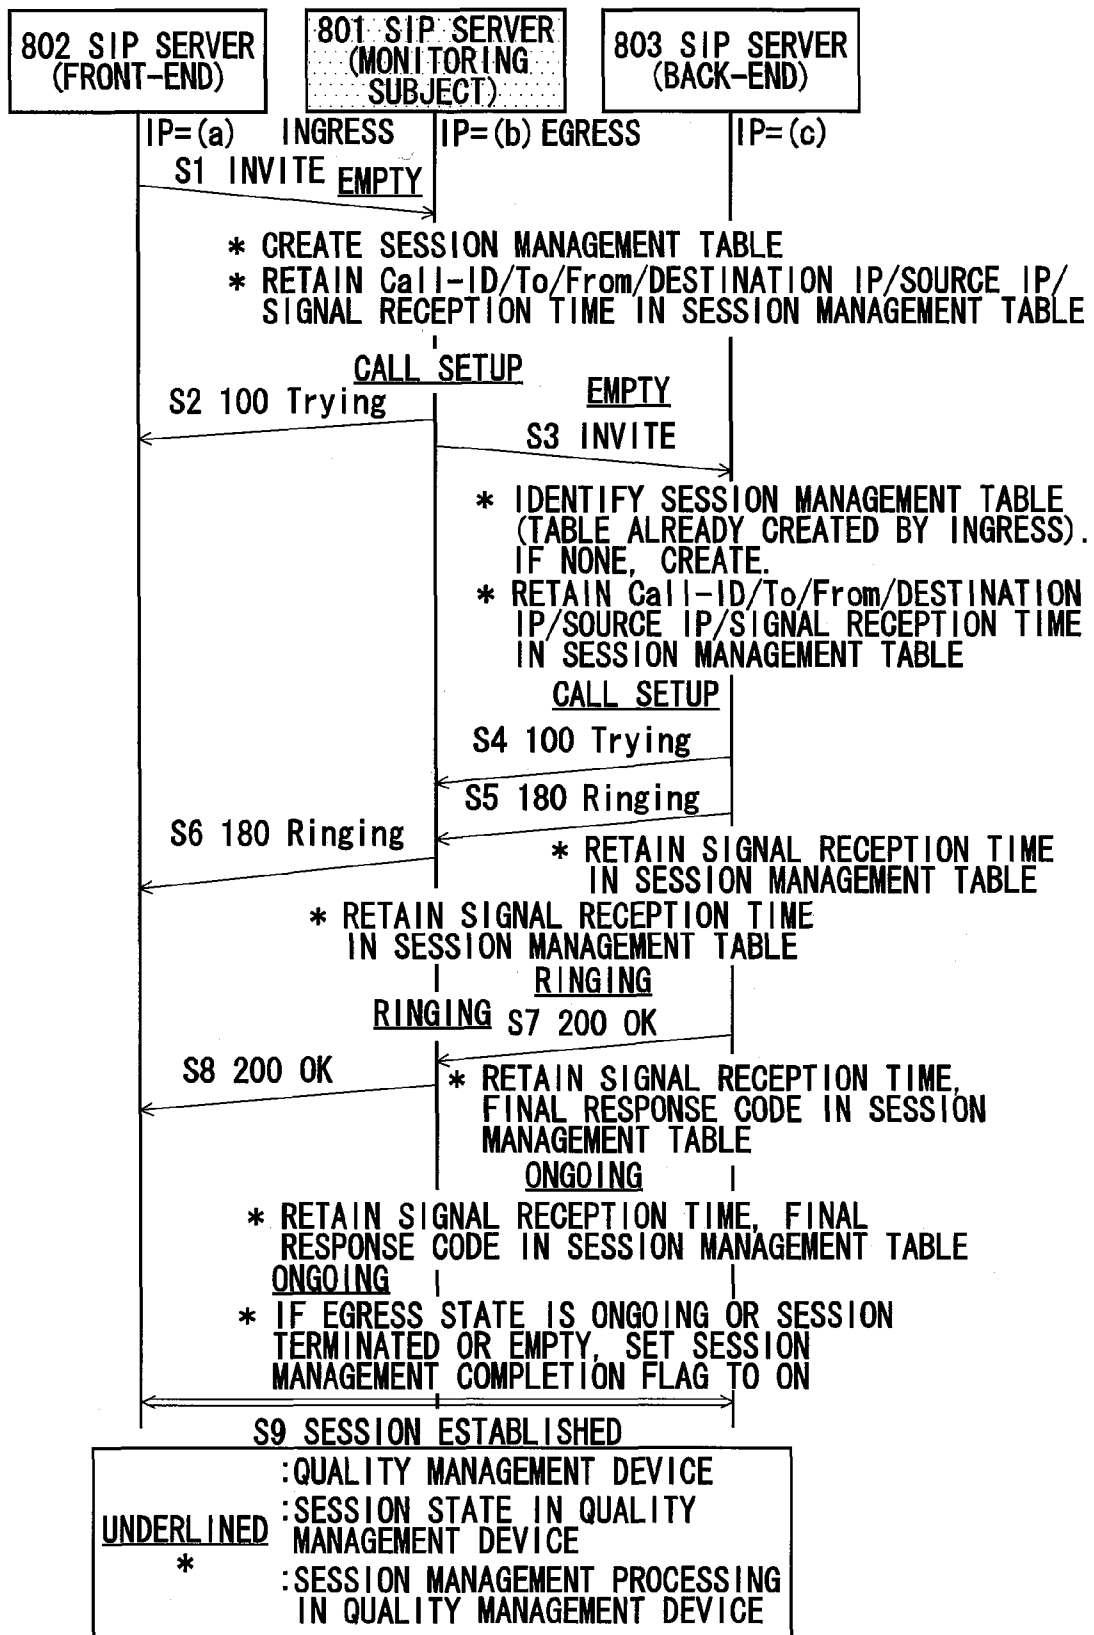 802 SIP SERVER
(FRONT-END)
801 SIP SERVER
(MONITORING
SUBJECT)
803 SIP SERVER
(BACK-END)
IP=(a) INGRESS IP=(b) EGRESS IP=(c)
S1 INVITE EMPTY
* CREATE SESSION MANAGEMENT TABLE
* RETAIN Call-ID/To/From/DESTINATION IP/SOURCE IP/
SIGNAL RECEPTION TIME IN SESSION MANAGEMENT TABLE
CALL SETUP
S2 100 Trying
EMPTY
S3 INVITE
* IDENTIFY SESSION MANAGEMENT TABLE
(TABLE ALREADY CREATED BY INGRESS).
IF NONE, CREATE.
* RETAIN Call-ID/To/From/DESTINATION
IP/SOURCE IP/SIGNAL RECEPTION TIME
IN SESSION MANAGEMENT TABLE
CALL SETUP
S4 100 Trying
S5 180 Ringing
S6 180 Ringing
* RETAIN SIGNAL RECEPTION TIME
IN SESSION MANAGEMENT TABLE
* RETAIN SIGNAL RECEPTION TIME
IN SESSION MANAGEMENT TABLE
RINGING
RINGING S7 200 OK
S8 200 OK
* RETAIN SIGNAL RECEPTION TIME,
FINAL RESPONSE CODE IN SESSION
MANAGEMENT TABLE
ONGOING
* RETAIN SIGNAL RECEPTION TIME, FINAL
RESPONSE CODE IN SESSION MANAGEMENT TABLE
ONGOING
* IF EGRESS STATE IS ONGOING OR SESSION
TERMINATED OR EMPTY, SET SESSION
MANAGEMENT COMPLETION FLAG TO ON
S9 SESSION ESTABLISHED
:QUALITY MANAGEMENT DEVICE
UNDERLINED :SESSION STATE IN QUALITY
MANAGEMENT DEVICE
* :SESSION MANAGEMENT PROCESSING
IN QUALITY MANAGEMENT DEVICE